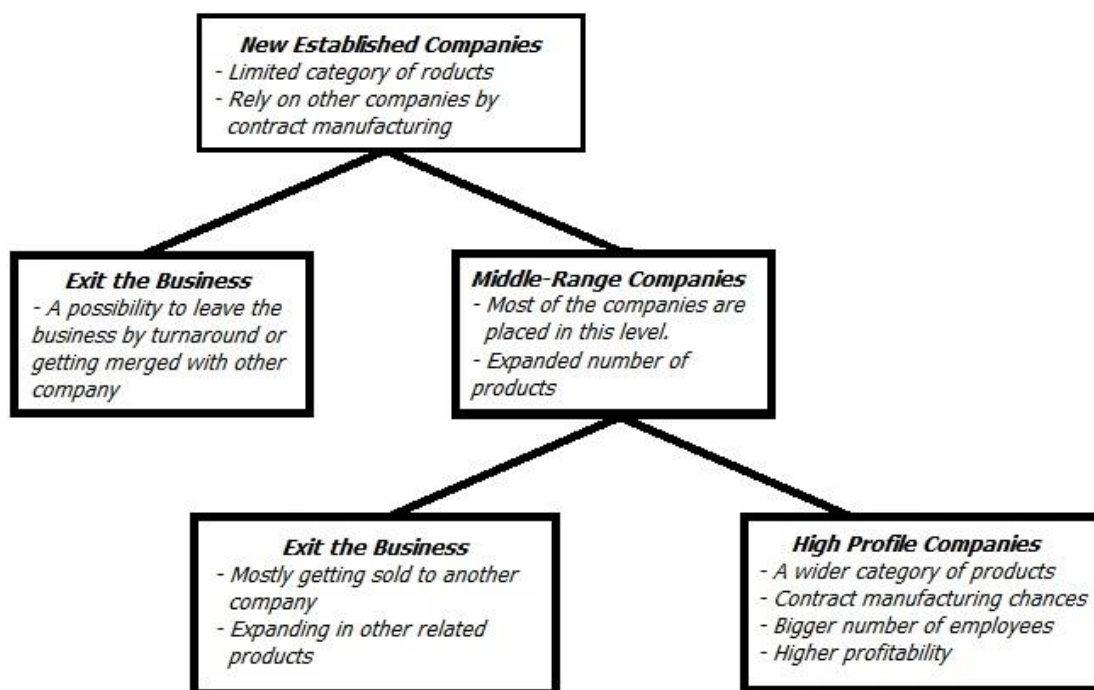 New Established Companies
- Limited category of roducts
- Rely on other companies by
contract manufacturing
Exit the Business
- A possibility to leave the
business by turnaround or
getting merged with other
company
Middle-Range Companies
- Most of the companies are
placed in this level.
- Expanded number of
products
Exit the Business
- Mostly getting sold to another
company
- Expanding in other related
products
High Profile Companies
- A wider category of products
- Contract manufacturing chances
- Bigger number of employees
- Higher profitability